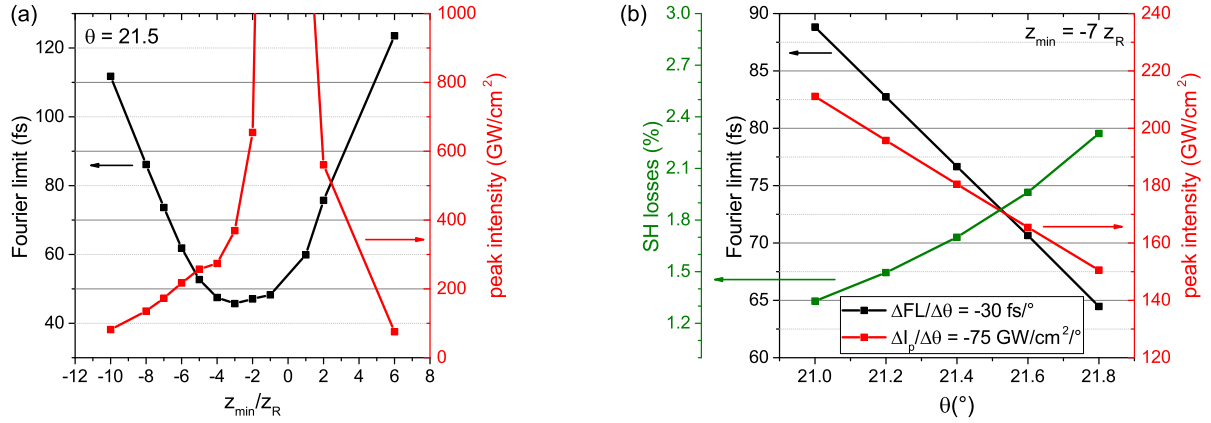 (a)
θ = 21.5
Fourier limit (fs)
120
100
80
60
40
peak intensity (GW/cm²)
1000
800
600
400
200
0
-12 -10 -8 -6 -4 -2 0 2 4 6 8
z_min/z_R
(b)
z_min = -7 z_R
SH losses (%)
3.0
2.7
2.4
2.1
1.8
1.5
1.2
Fourier limit (fs)
90
85
80
75
70
65
60
peak intensity (GW/cm²)
240
220
200
180
160
140
120
ΔFL/Δθ = -30 fs/°
ΔI_p/Δθ = -75 GW/cm²/°
21.0 21.2 21.4 21.6 21.8
θ(°)